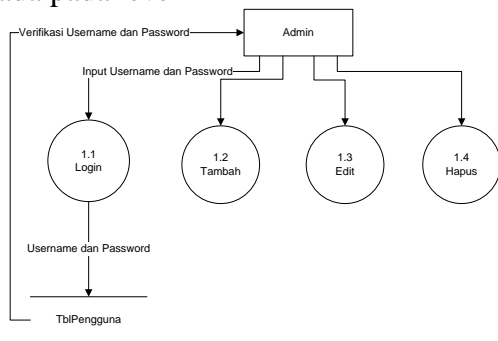 Verifikasi Username dan Password
Admin
Input Username dan Password
1.1
Login
1.2
Tambah
1.3
Edit
1.4
Hapus
Username dan Password
TblPengguna